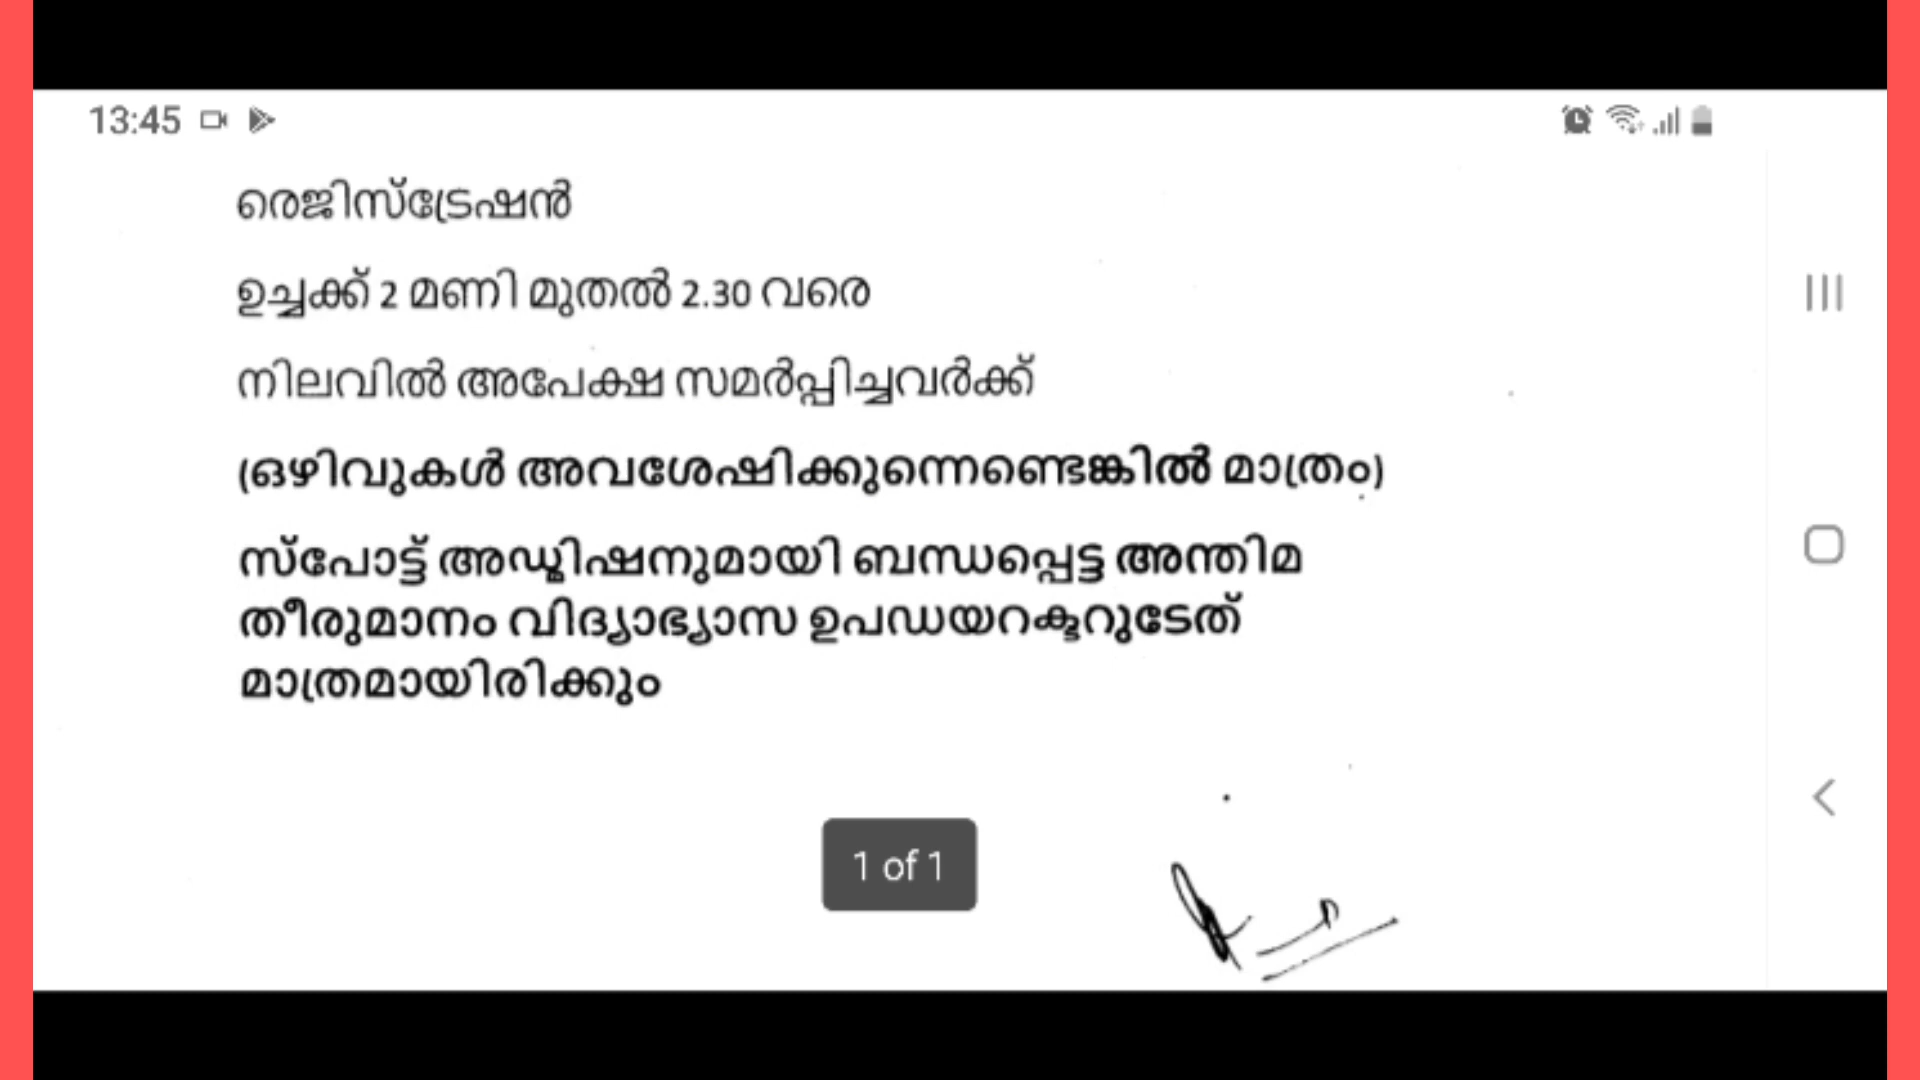 13:45
രെജിസ്ട്രേഷൻ
ഉച്ചക്ക് 2 മണി മുതൽ 2.30 വരെ
നിലവിൽ അപേക്ഷ സമർപ്പിച്ചവർക്ക്
(ഒഴിവുകൾ അവശേഷിക്കുന്നെണ്ടെങ്കിൽ മാത്രം)
സ്പോട്ട് അഡ്മിഷനുമായി ബന്ധപ്പെട്ട അന്തിമ
തീരുമാനം വിദ്യാഭ്യാസ ഉപഡയറക്ടറുടേത്
മാത്രമായിരിക്കും
1 of 1